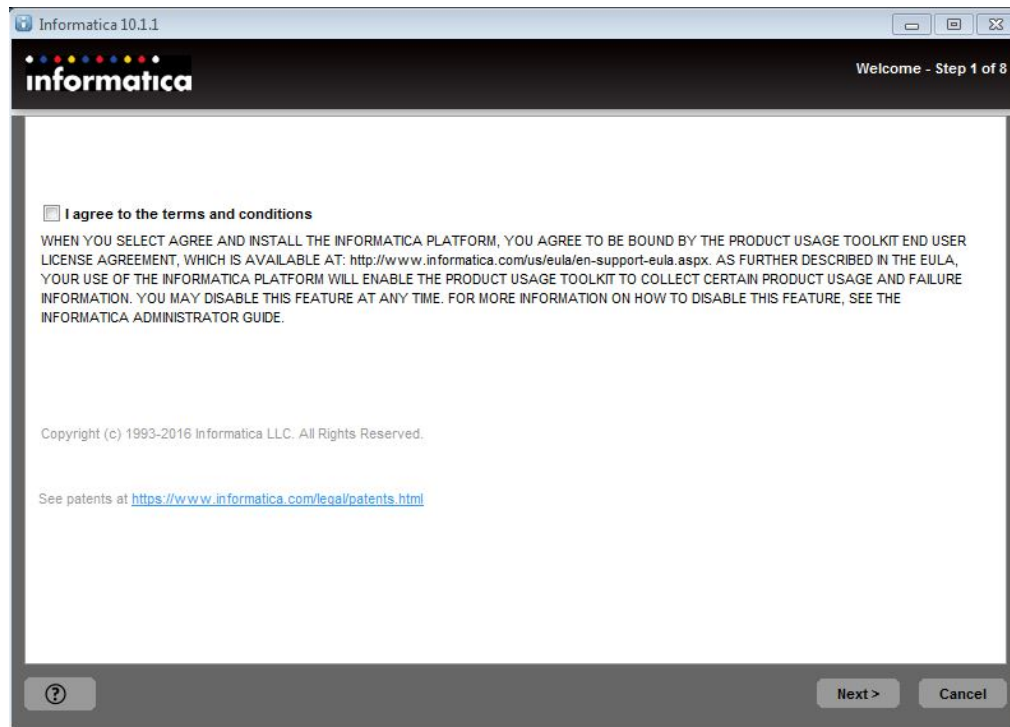 Informatica 10.1.1
informatica
Welcome - Step 1 of 8
I agree to the terms and conditions
WHEN YOU SELECT AGREE AND INSTALL THE INFORMATICA PLATFORM, YOU AGREE TO BE BOUND BY THE PRODUCT USAGE TOOLKIT END USER
LICENSE AGREEMENT, WHICH IS AVAILABLE AT: http://www.informatica.com/us/eula/en-support-eula.aspx. AS FURTHER DESCRIBED IN THE EULA,
YOUR USE OF THE INFORMATICA PLATFORM WILL ENABLE THE PRODUCT USAGE TOOLKIT TO COLLECT CERTAIN PRODUCT USAGE AND FAILURE
INFORMATION. YOU MAY DISABLE THIS FEATURE AT ANY TIME. FOR MORE INFORMATION ON HOW TO DISABLE THIS FEATURE, SEE THE
INFORMATICA ADMINISTRATOR GUIDE.
Copyright (c) 1993-2016 Informatica LLC. All Rights Reserved.
See patents at https://www.informatica.com/legal/patents.html
?
Next >
Cancel